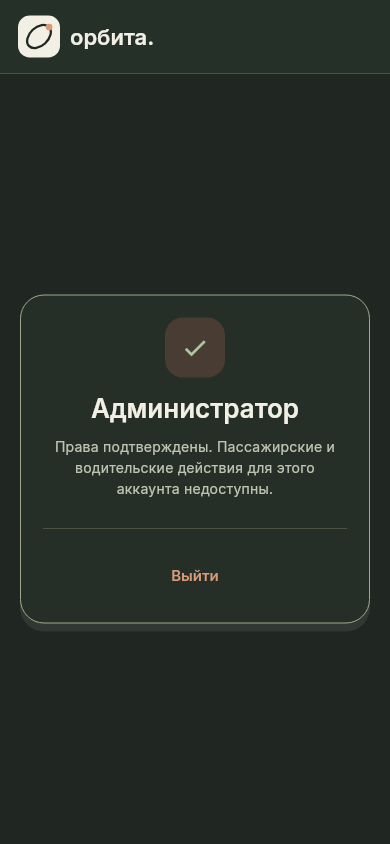 орбита.
Администратор
Права подтверждены. Пассажирские и
водительские действия для этого
аккаунта недоступны.
Выйти